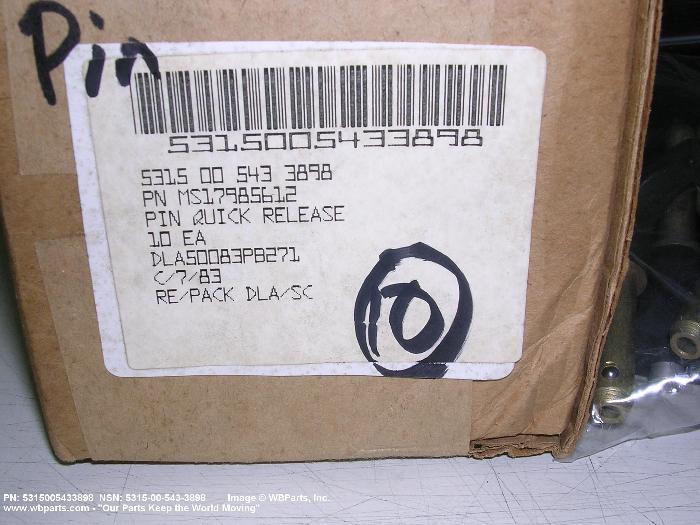 Pin
5315005433898
5315 00 543 3898
PN MS17985612
PIN QUICK RELEASE
10 EA
DLA50083PB271
C/7/83
RE/PACK DLA/SC
10
PN: 5315005433898 NSN: 5315-00-543-3898 Image © WBParts, Inc.
www.wbparts.com - "Our Parts Keep the World Moving"